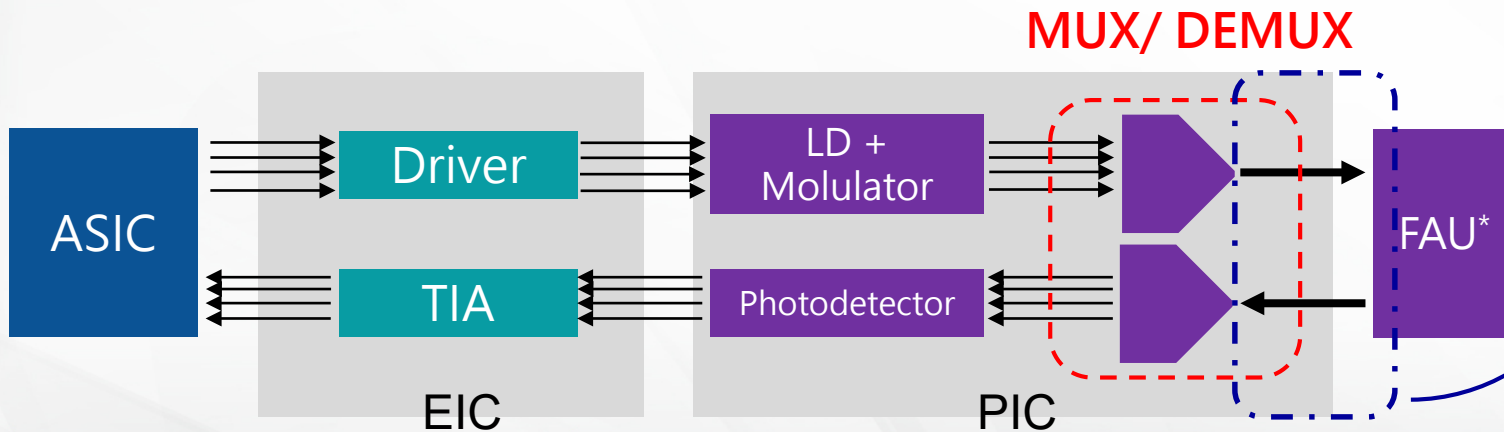 MUX/ DEMUX
ASIC
Driver
LD +
Molulator
FAU*
TIA
Photodetector
EIC
PIC